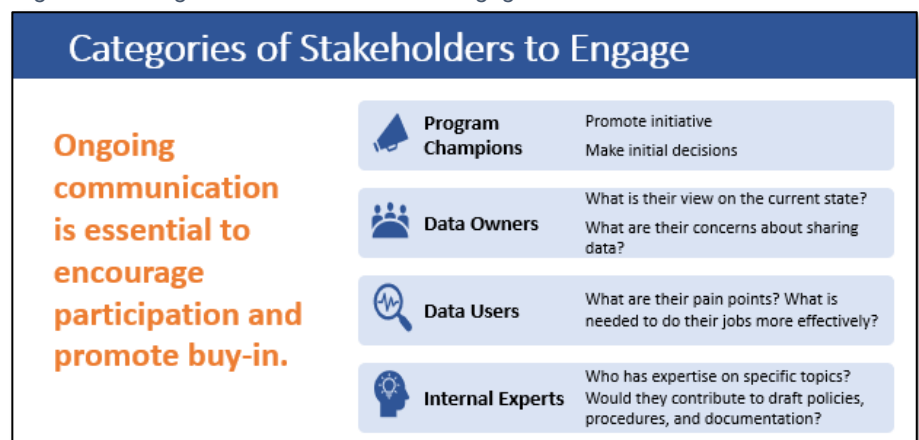 Categories of Stakeholders to Engage
Ongoing
communication
is essential to
encourage
participation and
promote buy-in.
Program
Champions
Promote initiative
Make initial decisions
Data Owners
What is their view on the current state?
What are their concerns about sharing
data?
Data Users
What are their pain points? What is
needed to do their jobs more effectively?
Internal Experts
Who has expertise on specific topics?
Would they contribute to draft policies,
procedures, and documentation?